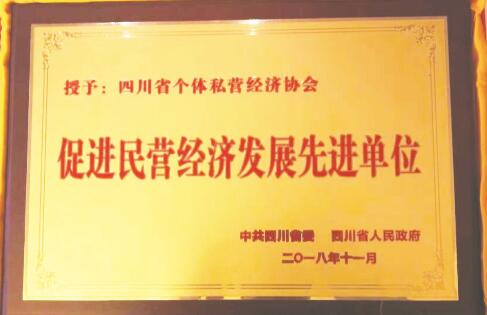 授予：四川省个体私营经济协会
促进民营经济发展先进单位
中共四川省委 四川省人民政府
二〇一八年十一月